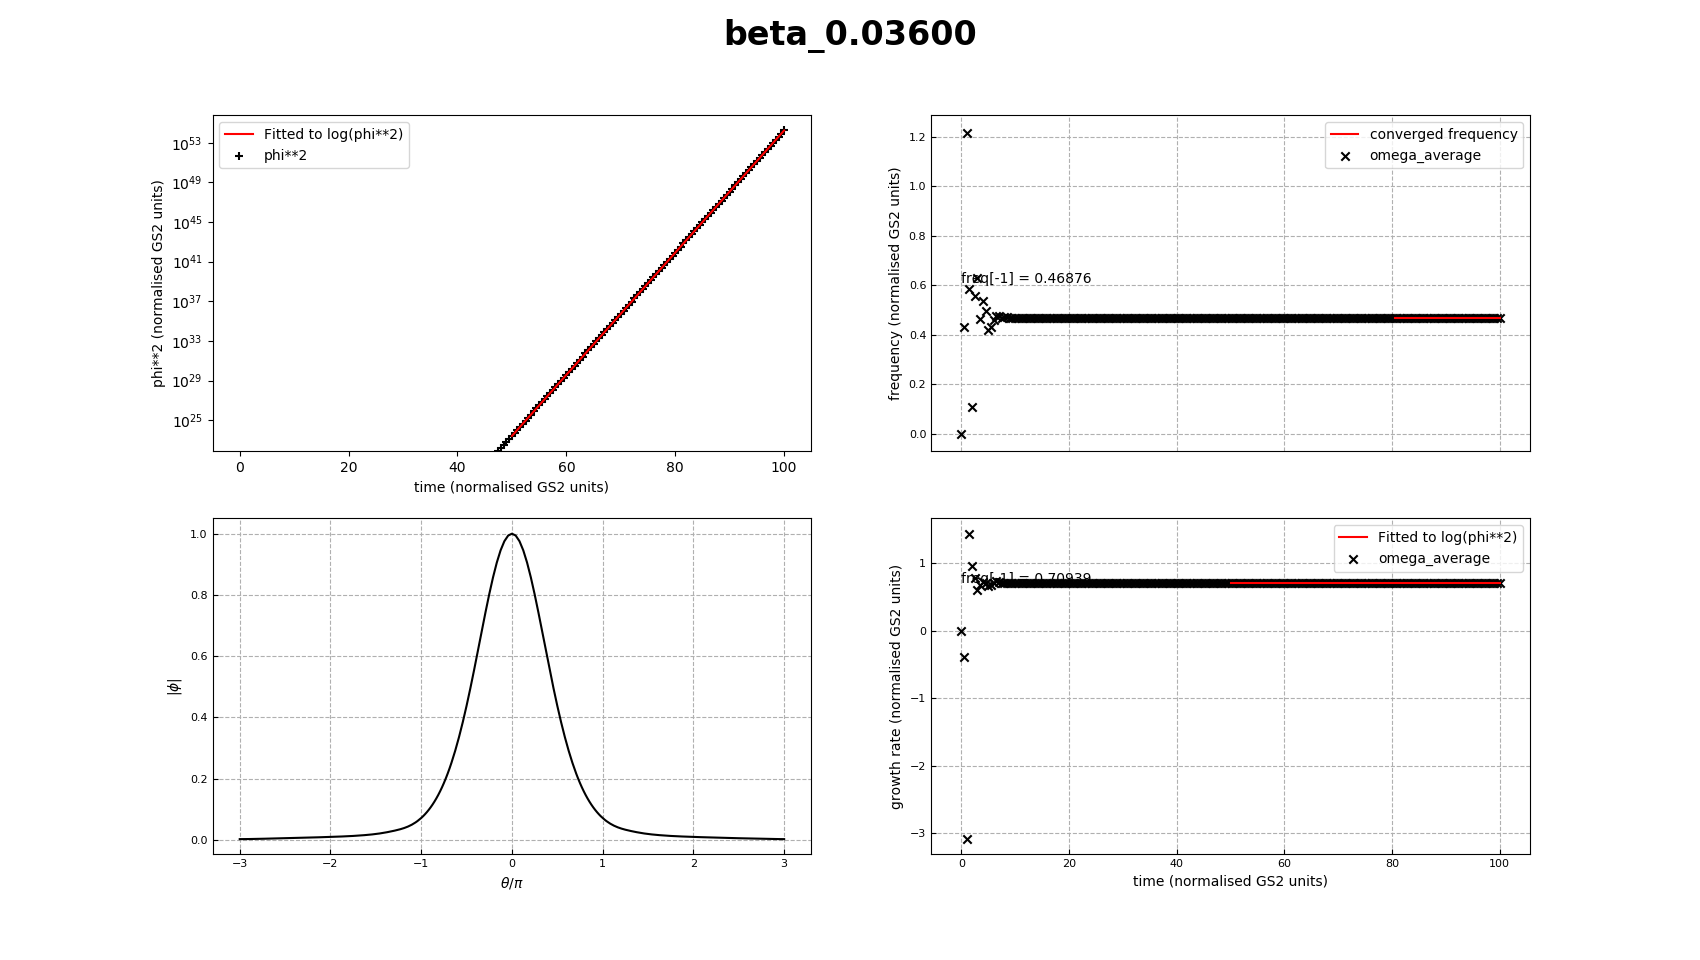 beta_0.03600
Fitted to log(phi**2)
phi**2
10^53
10^49
10^45
10^41
10^37
10^33
10^29
10^25
phi**2 (normalised GS2 units)
0 20 40 60 80 100
time (normalised GS2 units)
converged frequency
omega_average
1.2
1.0
0.8
0.6
0.4
0.2
0.0
frequency (normalised GS2 units)
freq[-1] = 0.46876
1.0
0.8
0.6
0.4
0.2
0.0
|ϕ|
−3 −2 −1 0 1 2 3
θ/π
Fitted to log(phi**2)
omega_average
1
0
−1
−2
−3
growth rate (normalised GS2 units)
freq[-1] = 0.70939
0 20 40 60 80 100
time (normalised GS2 units)